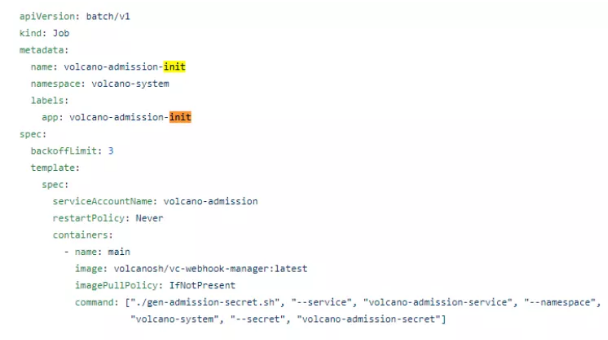 apiVersion: batch/v1
kind: Job
metadata:
  name: volcano-admission-init
  namespace: volcano-system
  labels:
    app: volcano-admission-init
spec:
  backoffLimit: 3
  template:
    spec:
      serviceAccountName: volcano-admission
      restartPolicy: Never
      containers:
        - name: main
          image: volcanosh/vc-webhook-manager:latest
          imagePullPolicy: IfNotPresent
          command: ["./gen-admission-secret.sh", "--service", "volcano-admission-service", "--namespace",
                    "volcano-system", "--secret", "volcano-admission-secret"]